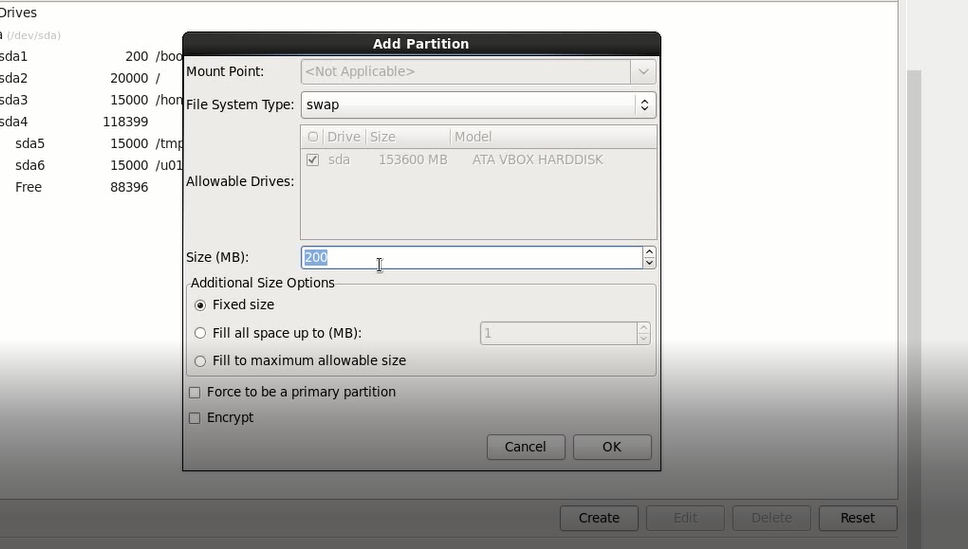 Drives
(/dev/sda)
sda1 200 /boo
sda2 20000 /
sda3 15000 /hon
sda4 118399
sda5 15000 /tmp
sda6 15000 /u01
Free 88396
Add Partition
Mount Point: <Not Applicable>
File System Type: swap
Drive Size Model
sda 153600 MB ATA VBOX HARDDISK
Allowable Drives:
Size (MB): 200
Additional Size Options
Fixed size
Fill all space up to (MB): 1
Fill to maximum allowable size
Force to be a primary partition
Encrypt
Cancel OK
Create Edit Delete Reset